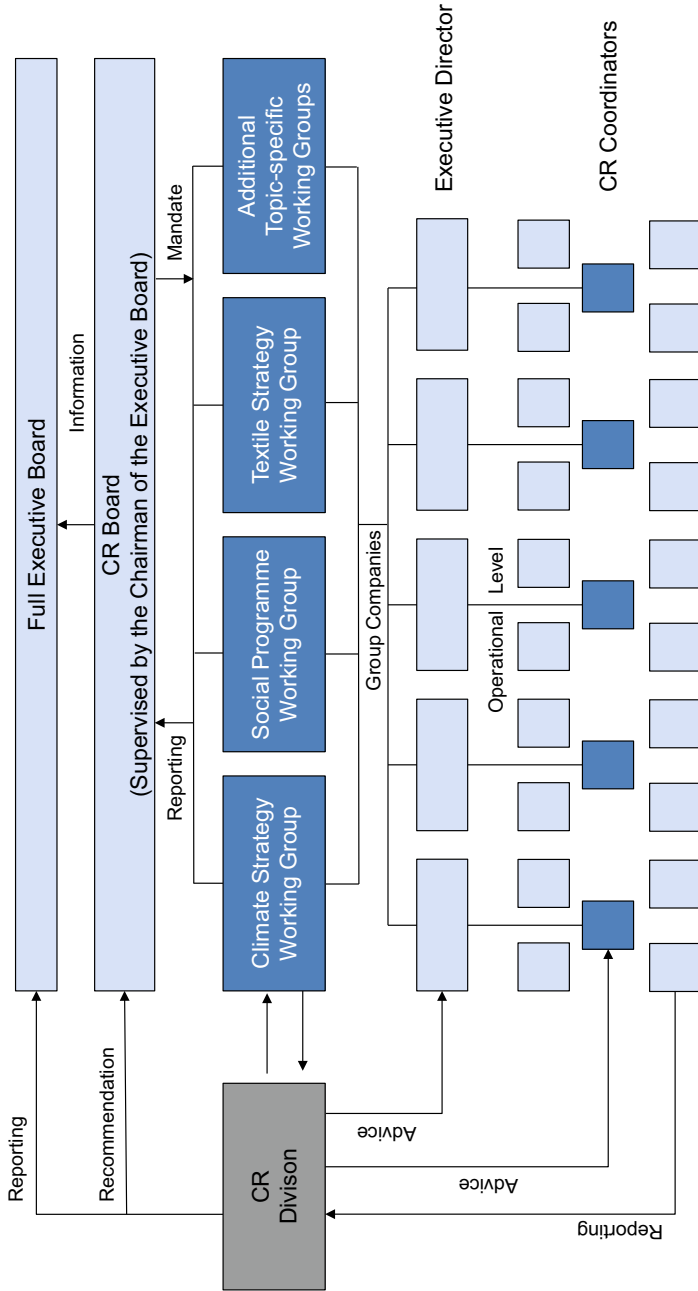 Full Executive Board
Information
CR Board
(Supervised by the Chairman of the Executive Board)
Reporting
Recommendation
Reporting
Mandate
CR
Divison
Climate Strategy
Working Group
Social Programme
Working Group
Textile Strategy
Working Group
Additional
Topic-specific
Working Groups
Group Companies
Advice
Executive Director
Operational Level
Advice
CR Coordinators
Reporting